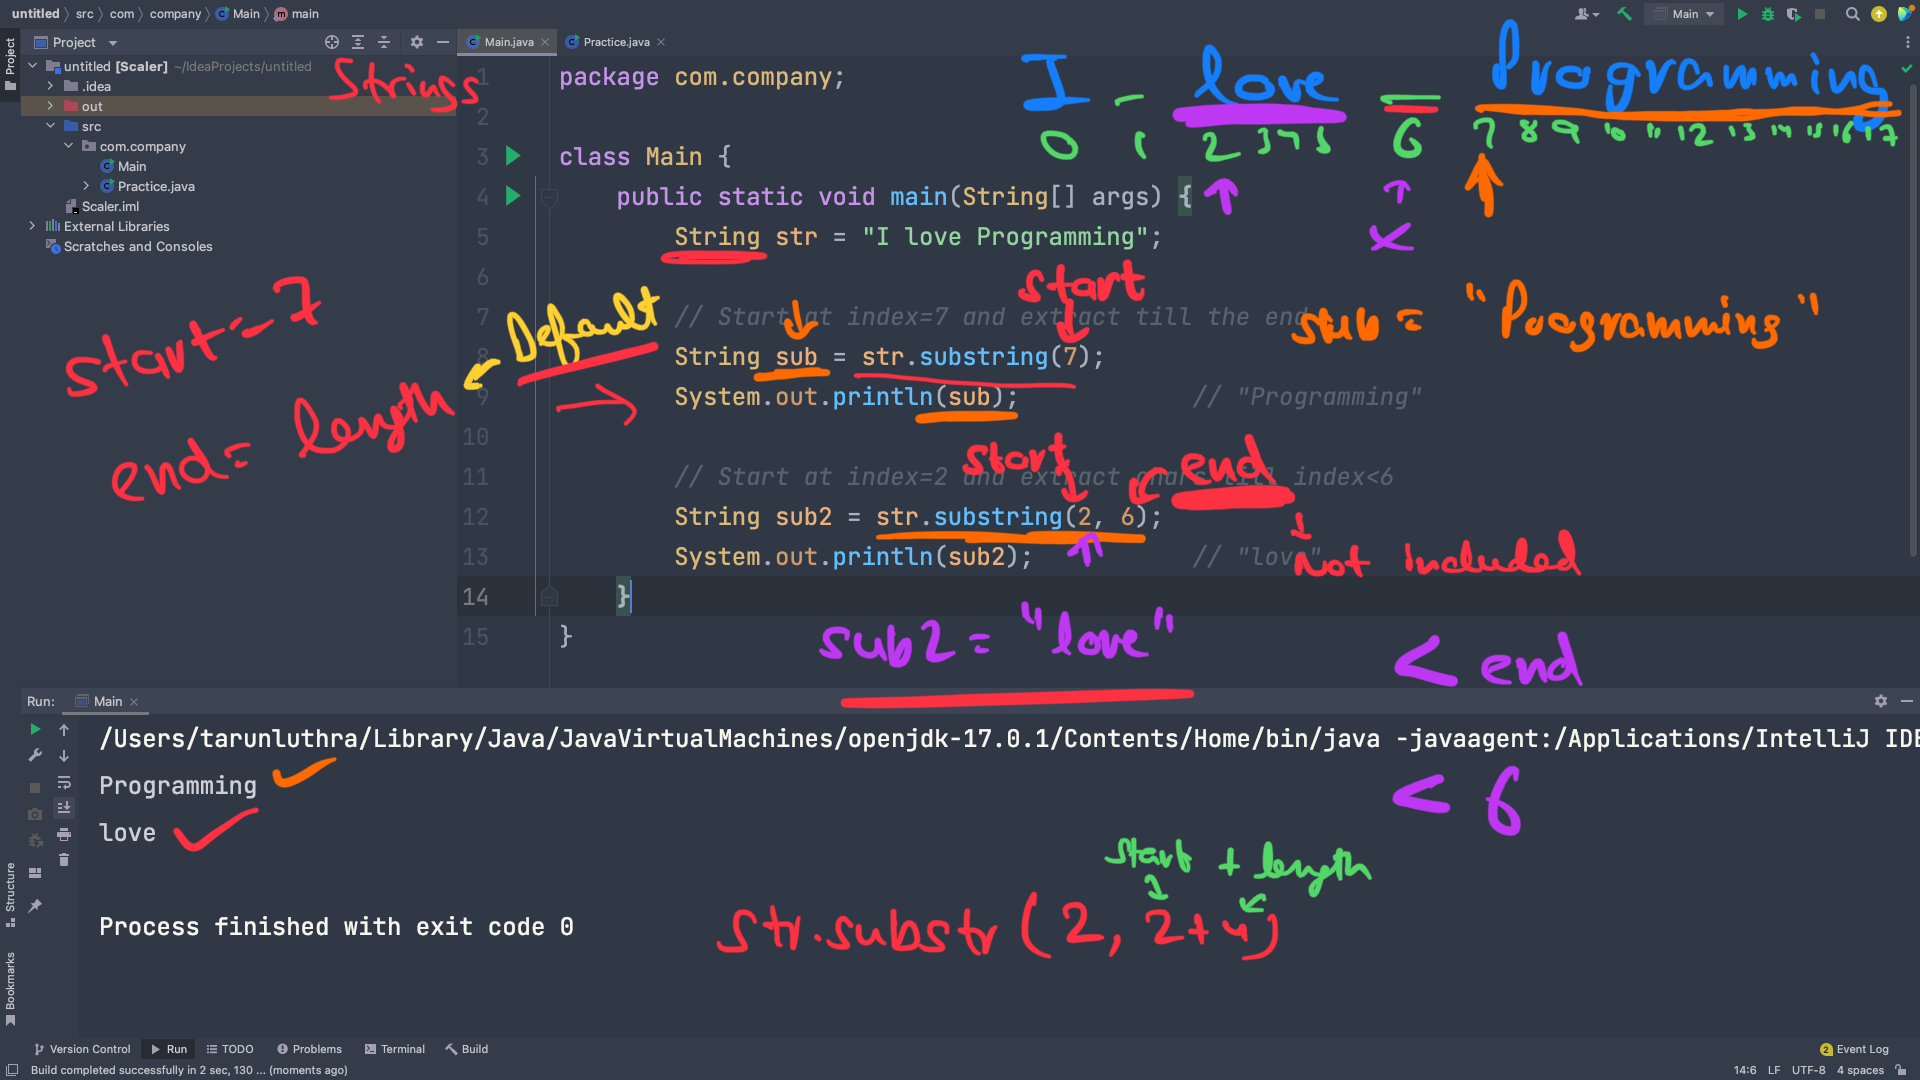 untitled src com company Main main
Main
Project
Main.java
Practice.java
Project
untitled [Scaler] ~/IdeaProjects/untitled
.idea
out
src
com.company
Main
Practice.java
Scaler.iml
External Libraries
Scratches and Consoles
Strings
I _ love _ Programming
0 1 2 3 4 5 6 7 8 9 10 11 12 13 14 15 16 17
1 package com.company;
2
3 class Main {
4 public static void main(String[] args) {
5 String str = "I love Programming";
6
start
7 // Start at index=7 and extract till the end
Default
sub = "Programming"
8 String sub = str.substring(7);
9 System.out.println(sub); // "Programming"
10
start end
11 // Start at index=2 and extract chars till index<6
12 String sub2 = str.substring(2, 6);
13 System.out.println(sub2); // "love"
Not included
14 }
15 }
start = 7
end = length
sub2 = "love"
< end
< 6
Run: Main
/Users/tarunluthra/Library/Java/JavaVirtualMachines/openjdk-17.0.1/Contents/Home/bin/java -javaagent:/Applications/IntelliJ IDE
Programming
love
Process finished with exit code 0
start + length
str.substr(2, 2+4)
Structure
Bookmarks
Version Control Run TODO Problems Terminal Build
2 Event Log
Build completed successfully in 2 sec, 130 ... (moments ago)
14:6 LF UTF-8 4 spaces